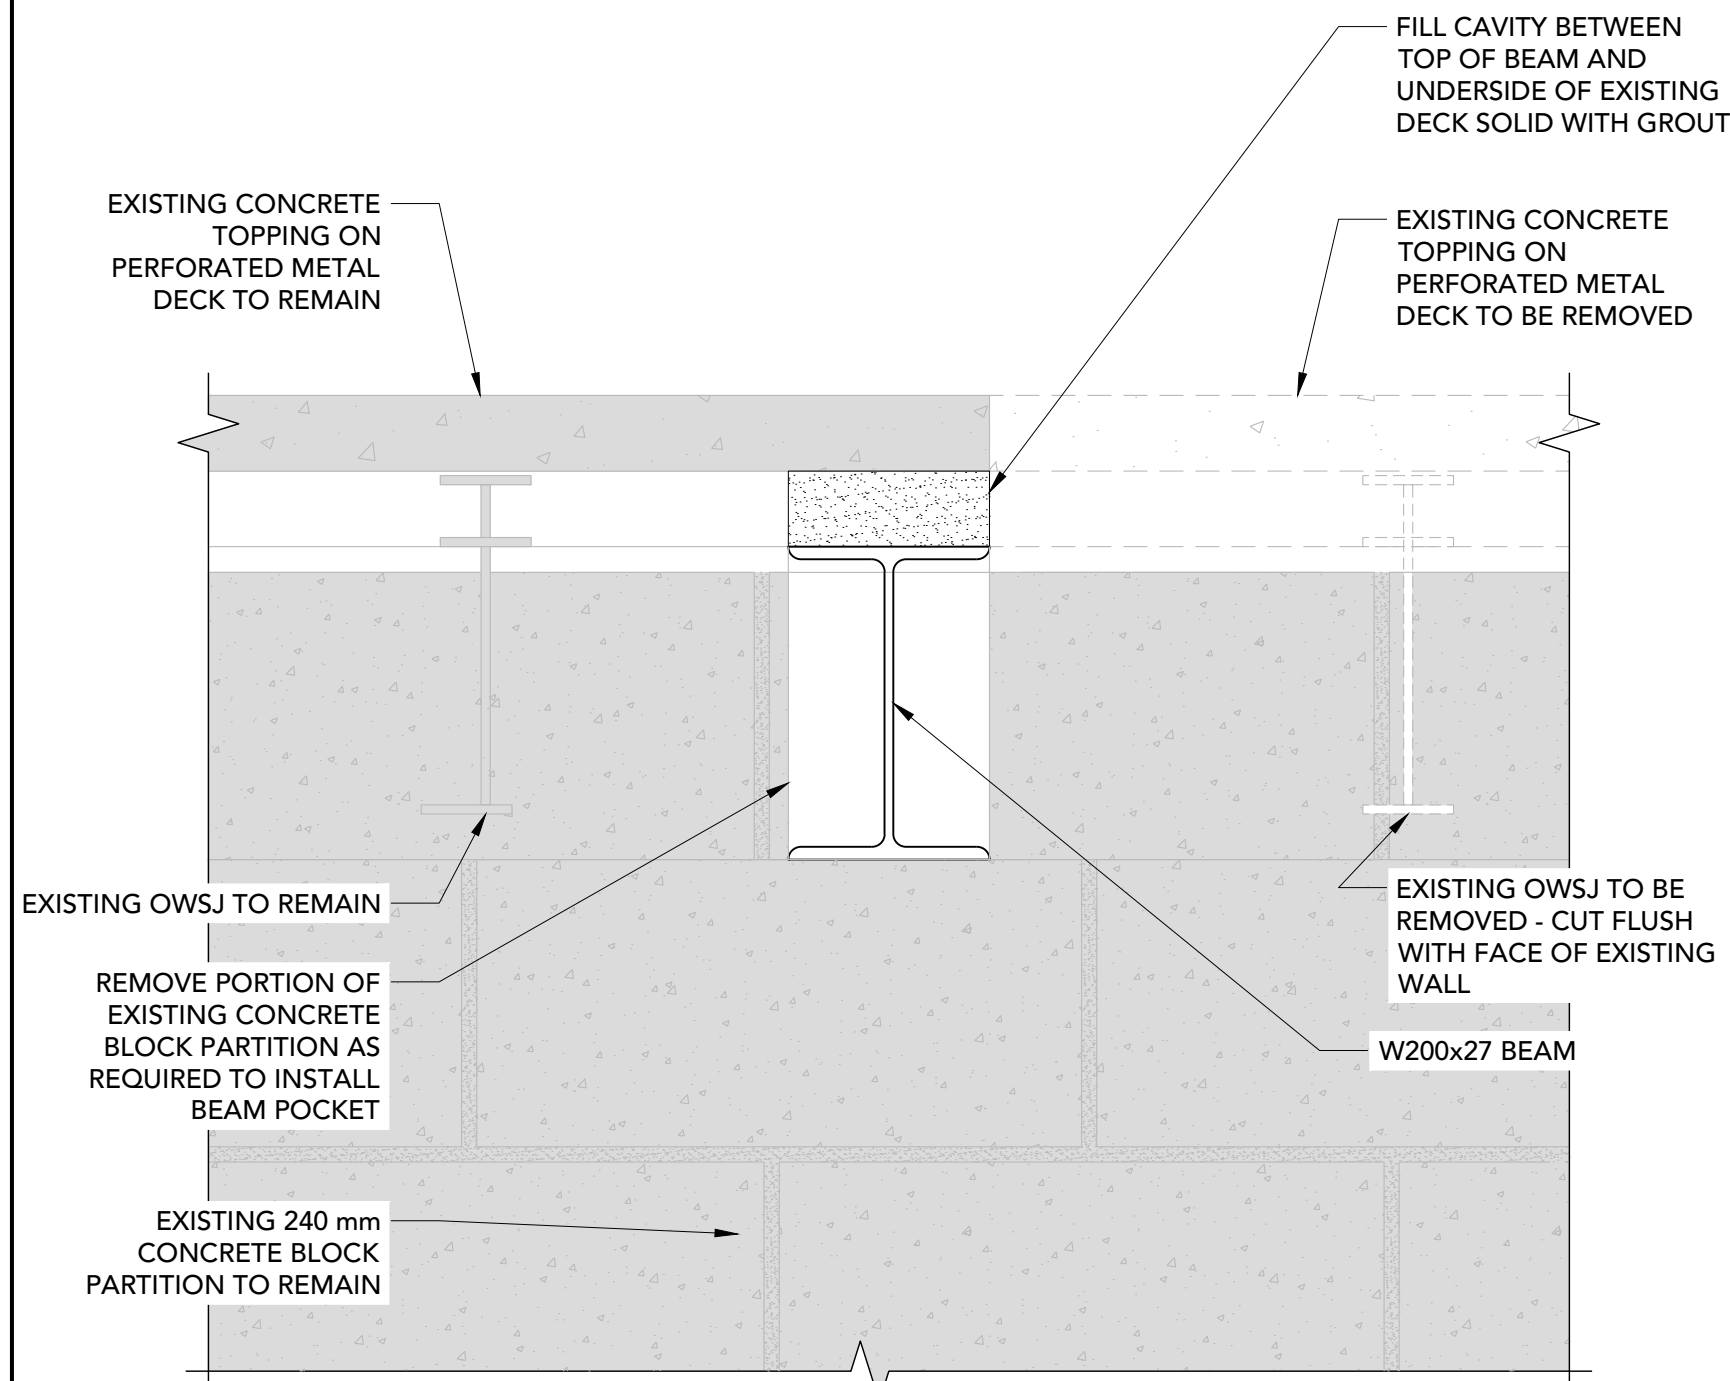 FILL CAVITY BETWEEN
TOP OF BEAM AND
UNDERSIDE OF EXISTING
DECK SOLID WITH GROUT
EXISTING CONCRETE
TOPPING ON
PERFORATED METAL
DECK TO REMAIN
EXISTING CONCRETE
TOPPING ON
PERFORATED METAL
DECK TO BE REMOVED
EXISTING OWSJ TO REMAIN
EXISTING OWSJ TO BE
REMOVED - CUT FLUSH
WITH FACE OF EXISTING
WALL
REMOVE PORTION OF
EXISTING CONCRETE
BLOCK PARTITION AS
REQUIRED TO INSTALL
BEAM POCKET
W200x27 BEAM
EXISTING 240 mm
CONCRETE BLOCK
PARTITION TO REMAIN